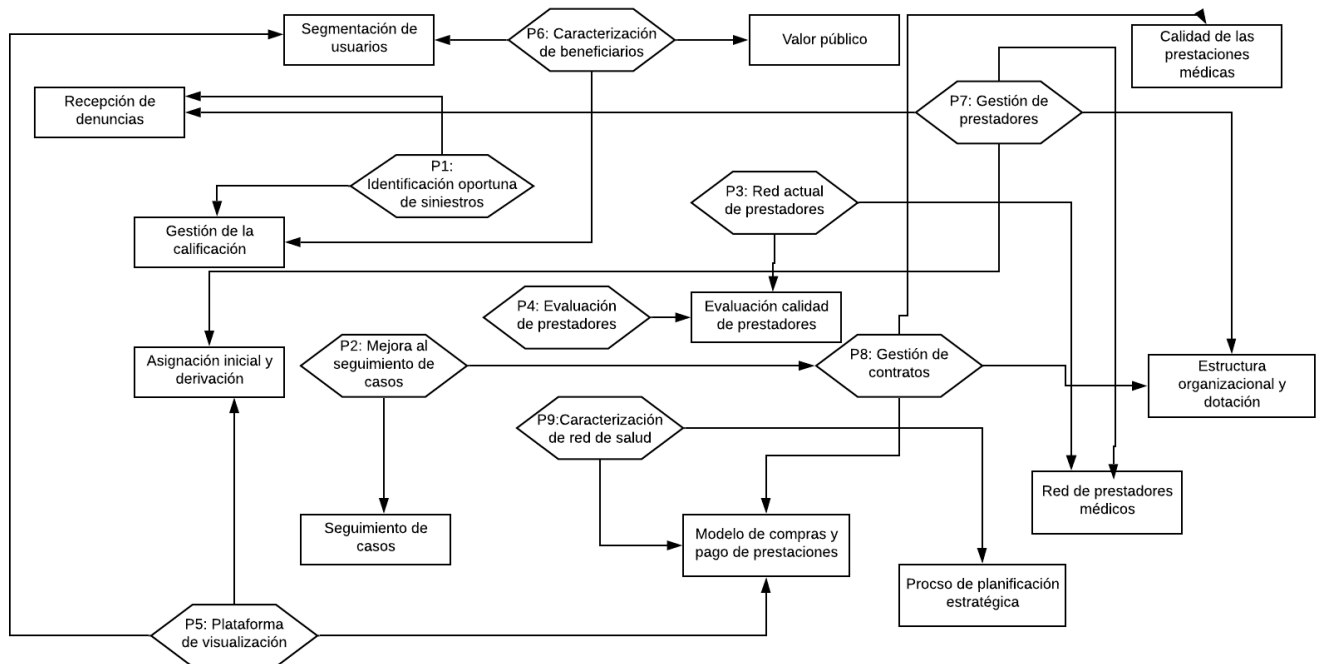 Segmentación de
usuarios
P6: Caracterización
de beneficiarios
Valor público
Calidad de las
prestaciones
médicas
Recepción de
denuncias
P7: Gestión de
prestadores
P1:
Identificación oportuna
de siniestros
P3: Red actual
de prestadores
Gestión de la
calificación
P4: Evaluación
de prestadores
Evaluación calidad
de prestadores
Asignación inicial y
derivación
P2: Mejora al
seguimiento de
casos
P8: Gestión de
contratos
Estructura
organizacional y
dotación
P9:Caracterización
de red de salud
Red de prestadores
médicos
Seguimiento de
casos
Modelo de compras y
pago de prestaciones
Procso de planificación
estratégica
P5: Plataforma
de visualización